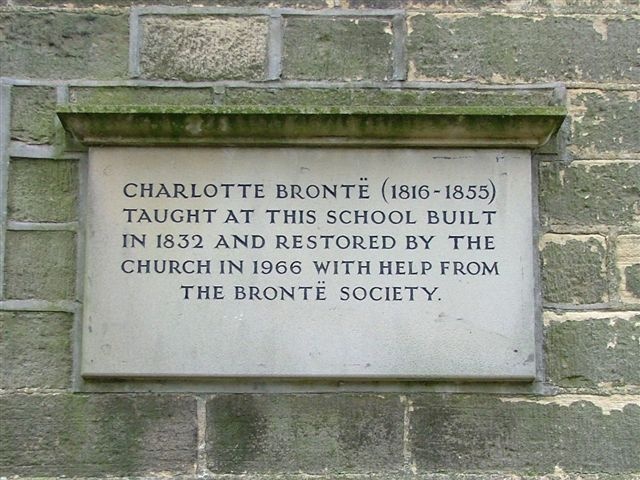 CHARLOTTE BRONTË (1816-1855)
TAUGHT AT THIS SCHOOL BUILT
IN 1832 AND RESTORED BY THE
CHURCH IN 1966 WITH HELP FROM
THE BRONTË SOCIETY.